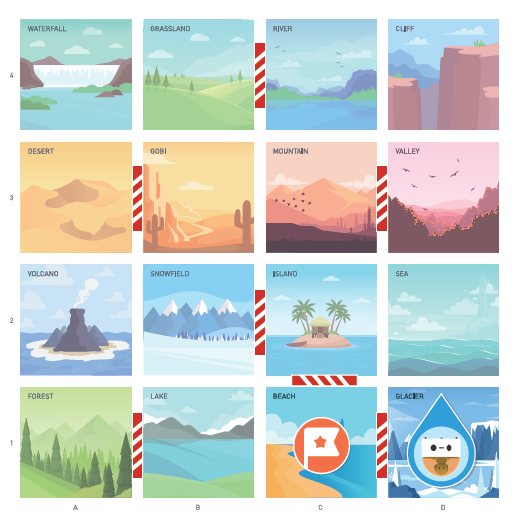 WATERFALL
GRASSLAND
RIVER
CLIFF
4
DESERT
GOBI
MOUNTAIN
VALLEY
3
VOLCANO
SNOWFIELD
ISLAND
SEA
2
FOREST
LAKE
BEACH
GLACIER
1
A
B
C
D